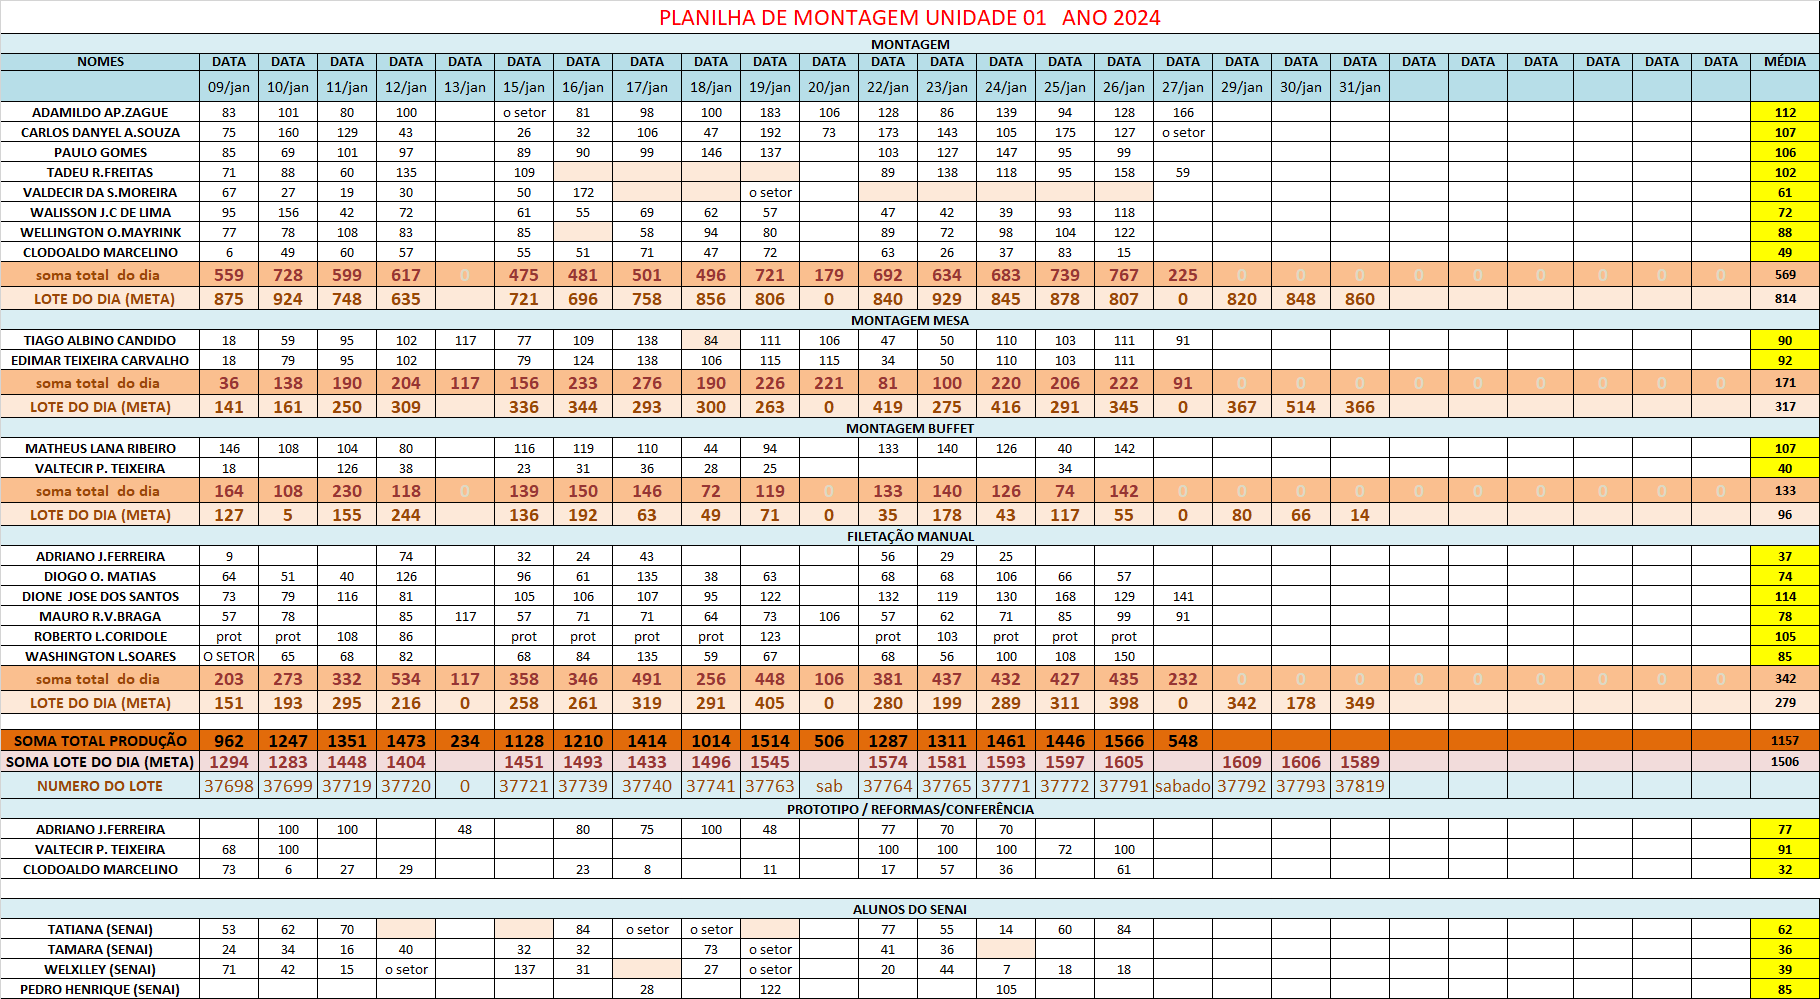 PLANILHA DE MONTAGEM UNIDADE 01 ANO 2024
MONTAGEM
NOMES DATA DATA DATA DATA DATA DATA DATA DATA DATA DATA DATA DATA DATA DATA DATA DATA DATA DATA DATA DATA DATA DATA DATA DATA DATA DATA MÉDIA
09/jan 10/jan 11/jan 12/jan 13/jan 15/jan 16/jan 17/jan 18/jan 19/jan 20/jan 22/jan 23/jan 24/jan 25/jan 26/jan 27/jan 29/jan 30/jan 31/jan
ADAMILDO AP.ZAGUE 83 101 80 100 o setor 81 98 100 183 106 128 86 139 94 128 166 112
CARLOS DANYEL A.SOUZA 75 160 129 43 26 32 106 47 192 73 173 143 105 175 127 o setor 107
PAULO GOMES 85 69 101 97 89 90 99 146 137 103 127 147 95 99 106
TADEU R.FREITAS 71 88 60 135 109 89 138 118 95 158 59 102
VALDECIR DA S.MOREIRA 67 27 19 30 50 172 o setor 61
WALISSON J.C DE LIMA 95 156 42 72 61 55 69 62 57 47 42 39 93 118 72
WELLINGTON O.MAYRINK 77 78 108 83 85 58 94 80 89 72 98 104 122 88
CLODOALDO MARCELINO 6 49 60 57 55 51 71 47 72 63 26 37 83 15 49
soma total do dia 559 728 599 617 0 475 481 501 496 721 179 692 634 683 739 767 225 0 0 0 0 0 0 0 0 0 569
LOTE DO DIA (META) 875 924 748 635 721 696 758 856 806 0 840 929 845 878 807 0 820 848 860 814
MONTAGEM MESA
TIAGO ALBINO CANDIDO 18 59 95 102 117 77 109 138 84 111 106 47 50 110 103 111 91 90
EDIMAR TEIXEIRA CARVALHO 18 79 95 102 79 124 138 106 115 115 34 50 110 103 111 92
soma total do dia 36 138 190 204 117 156 233 276 190 226 221 81 100 220 206 222 91 0 0 0 0 0 0 0 0 0 171
LOTE DO DIA (META) 141 161 250 309 336 344 293 300 263 0 419 275 416 291 345 0 367 514 366 317
MONTAGEM BUFFET
MATHEUS LANA RIBEIRO 146 108 104 80 116 119 110 44 94 133 140 126 40 142 107
VALTECIR P. TEIXEIRA 18 126 38 23 31 36 28 25 34 40
soma total do dia 164 108 230 118 0 139 150 146 72 119 0 133 140 126 74 142 0 0 0 0 0 0 0 0 0 0 133
LOTE DO DIA (META) 127 5 155 244 136 192 63 49 71 0 35 178 43 117 55 0 80 66 14 96
FILETAÇÃO MANUAL
ADRIANO J.FERREIRA 9 74 32 24 43 56 29 25 37
DIOGO O. MATIAS 64 51 40 126 96 61 135 38 63 68 68 106 66 57 74
DIONE JOSE DOS SANTOS 73 79 116 81 105 106 107 95 122 132 119 130 168 129 141 114
MAURO R.V.BRAGA 57 78 85 117 57 71 71 64 73 106 57 62 71 85 99 91 78
ROBERTO L.CORIDOLE prot prot 108 86 prot prot prot prot 123 prot 103 prot prot prot 105
WASHINGTON L.SOARES O SETOR 65 68 82 68 84 135 59 67 68 56 100 108 150 85
soma total do dia 203 273 332 534 117 358 346 491 256 448 106 381 437 432 427 435 232 0 0 0 0 0 0 0 0 0 342
LOTE DO DIA (META) 151 193 295 216 0 258 261 319 291 405 0 280 199 289 311 398 0 342 178 349 279
SOMA TOTAL PRODUÇÃO 962 1247 1351 1473 234 1128 1210 1414 1014 1514 506 1287 1311 1461 1446 1566 548 1157
SOMA LOTE DO DIA (META) 1294 1283 1448 1404 1451 1493 1433 1496 1545 1574 1581 1593 1597 1605 1609 1606 1589 1506
NUMERO DO LOTE 37698 37699 37719 37720 0 37721 37739 37740 37741 37763 sab 37764 37765 37771 37772 37791 sabado 37792 37793 37819
PROTOTIPO / REFORMAS/CONFERÊNCIA
ADRIANO J.FERREIRA 100 100 48 80 75 100 48 77 70 70 77
VALTECIR P. TEIXEIRA 68 100 100 100 100 72 100 91
CLODOALDO MARCELINO 73 6 27 29 23 8 11 17 57 36 61 32
ALUNOS DO SENAI
TATIANA (SENAI) 53 62 70 84 o setor o setor 77 55 14 60 84 62
TAMARA (SENAI) 24 34 16 40 32 32 73 o setor 41 36 36
WELXLLEY (SENAI) 71 42 15 o setor 137 31 27 o setor 20 44 7 18 18 39
PEDRO HENRIQUE (SENAI) 28 122 105 85